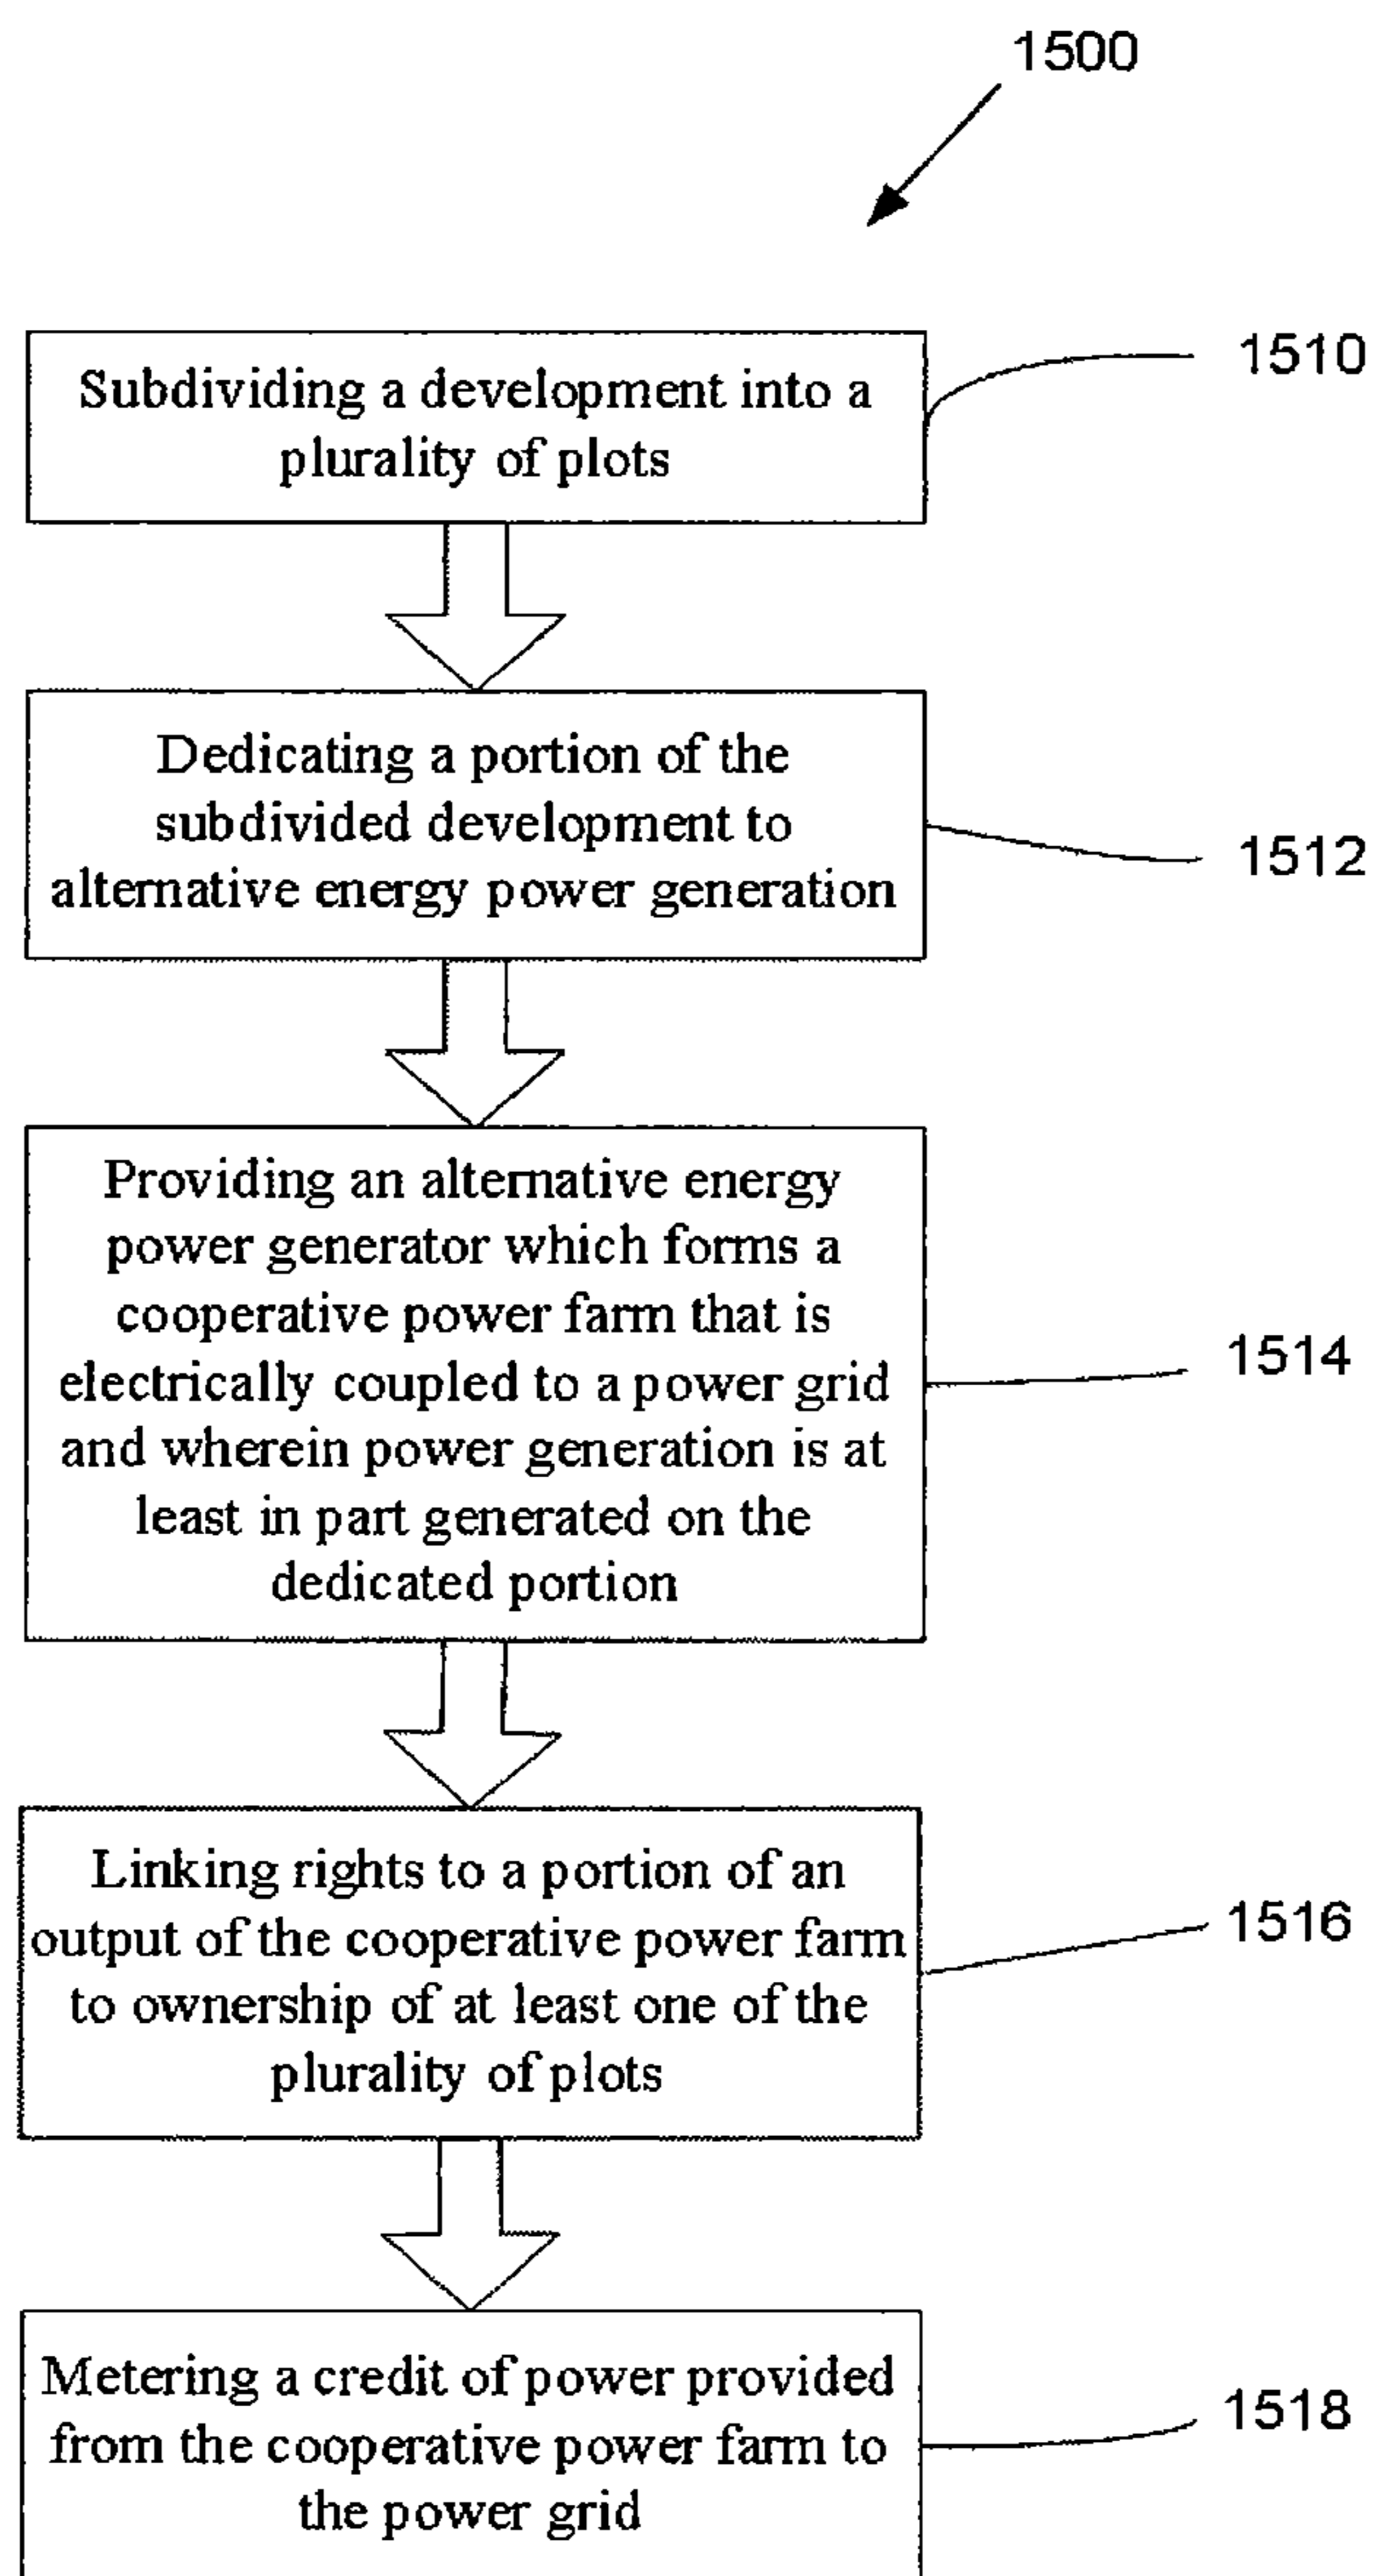 1500
Subdividing a development into a
plurality of plots
1510
Dedicating a portion of the
subdivided development to
alternative energy power generation
1512
Providing an alternative energy
power generator which forms a
cooperative power farm that is
electrically coupled to a power grid
and wherein power generation is at
least in part generated on the
dedicated portion
1514
Linking rights to a portion of an
output of the cooperative power farm
to ownership of at least one of the
plurality of plots
1516
Metering a credit of power provided
from the cooperative power farm to
the power grid
1518